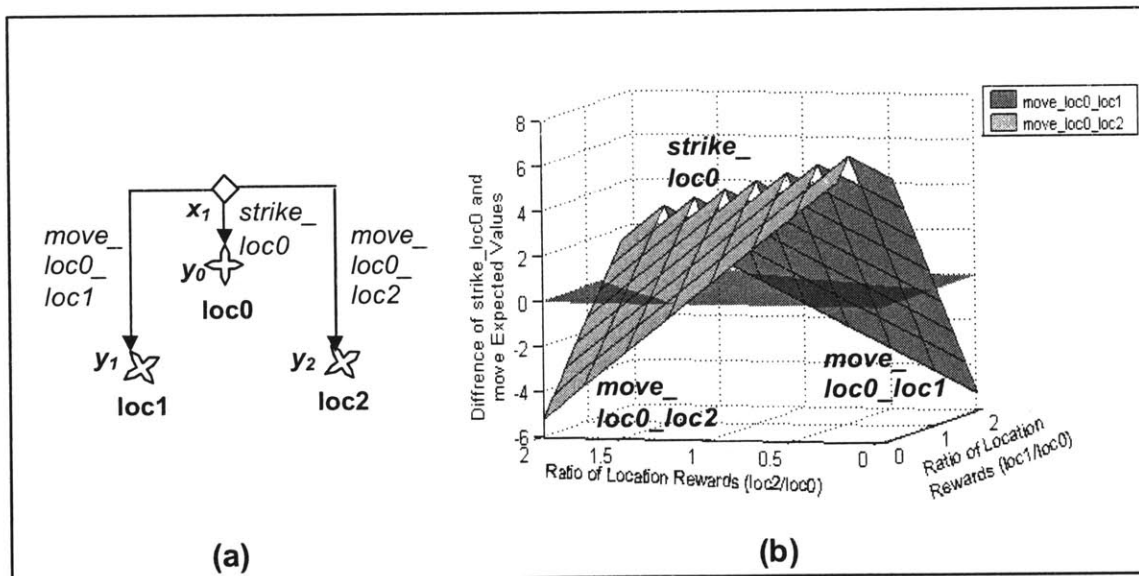 x₁
strike_
loc0
move_
loc0_
loc1
y₀
loc0
move_
loc0_
loc2
y₁
loc1
y₂
loc2
(a)
move_loc0_loc1
move_loc0_loc2
Diffrence of strike_loc0 and
move Expected Values
8
6
4
2
0
-2
-4
-6
strike_
loc0
move_
loc0_loc2
move_
loc0_loc1
2
1.5
1
0.5
0
Ratio of Location Rewards (loc2/loc0)
0
1
2
Ratio of Location
Rewards (loc1/loc0)
(b)